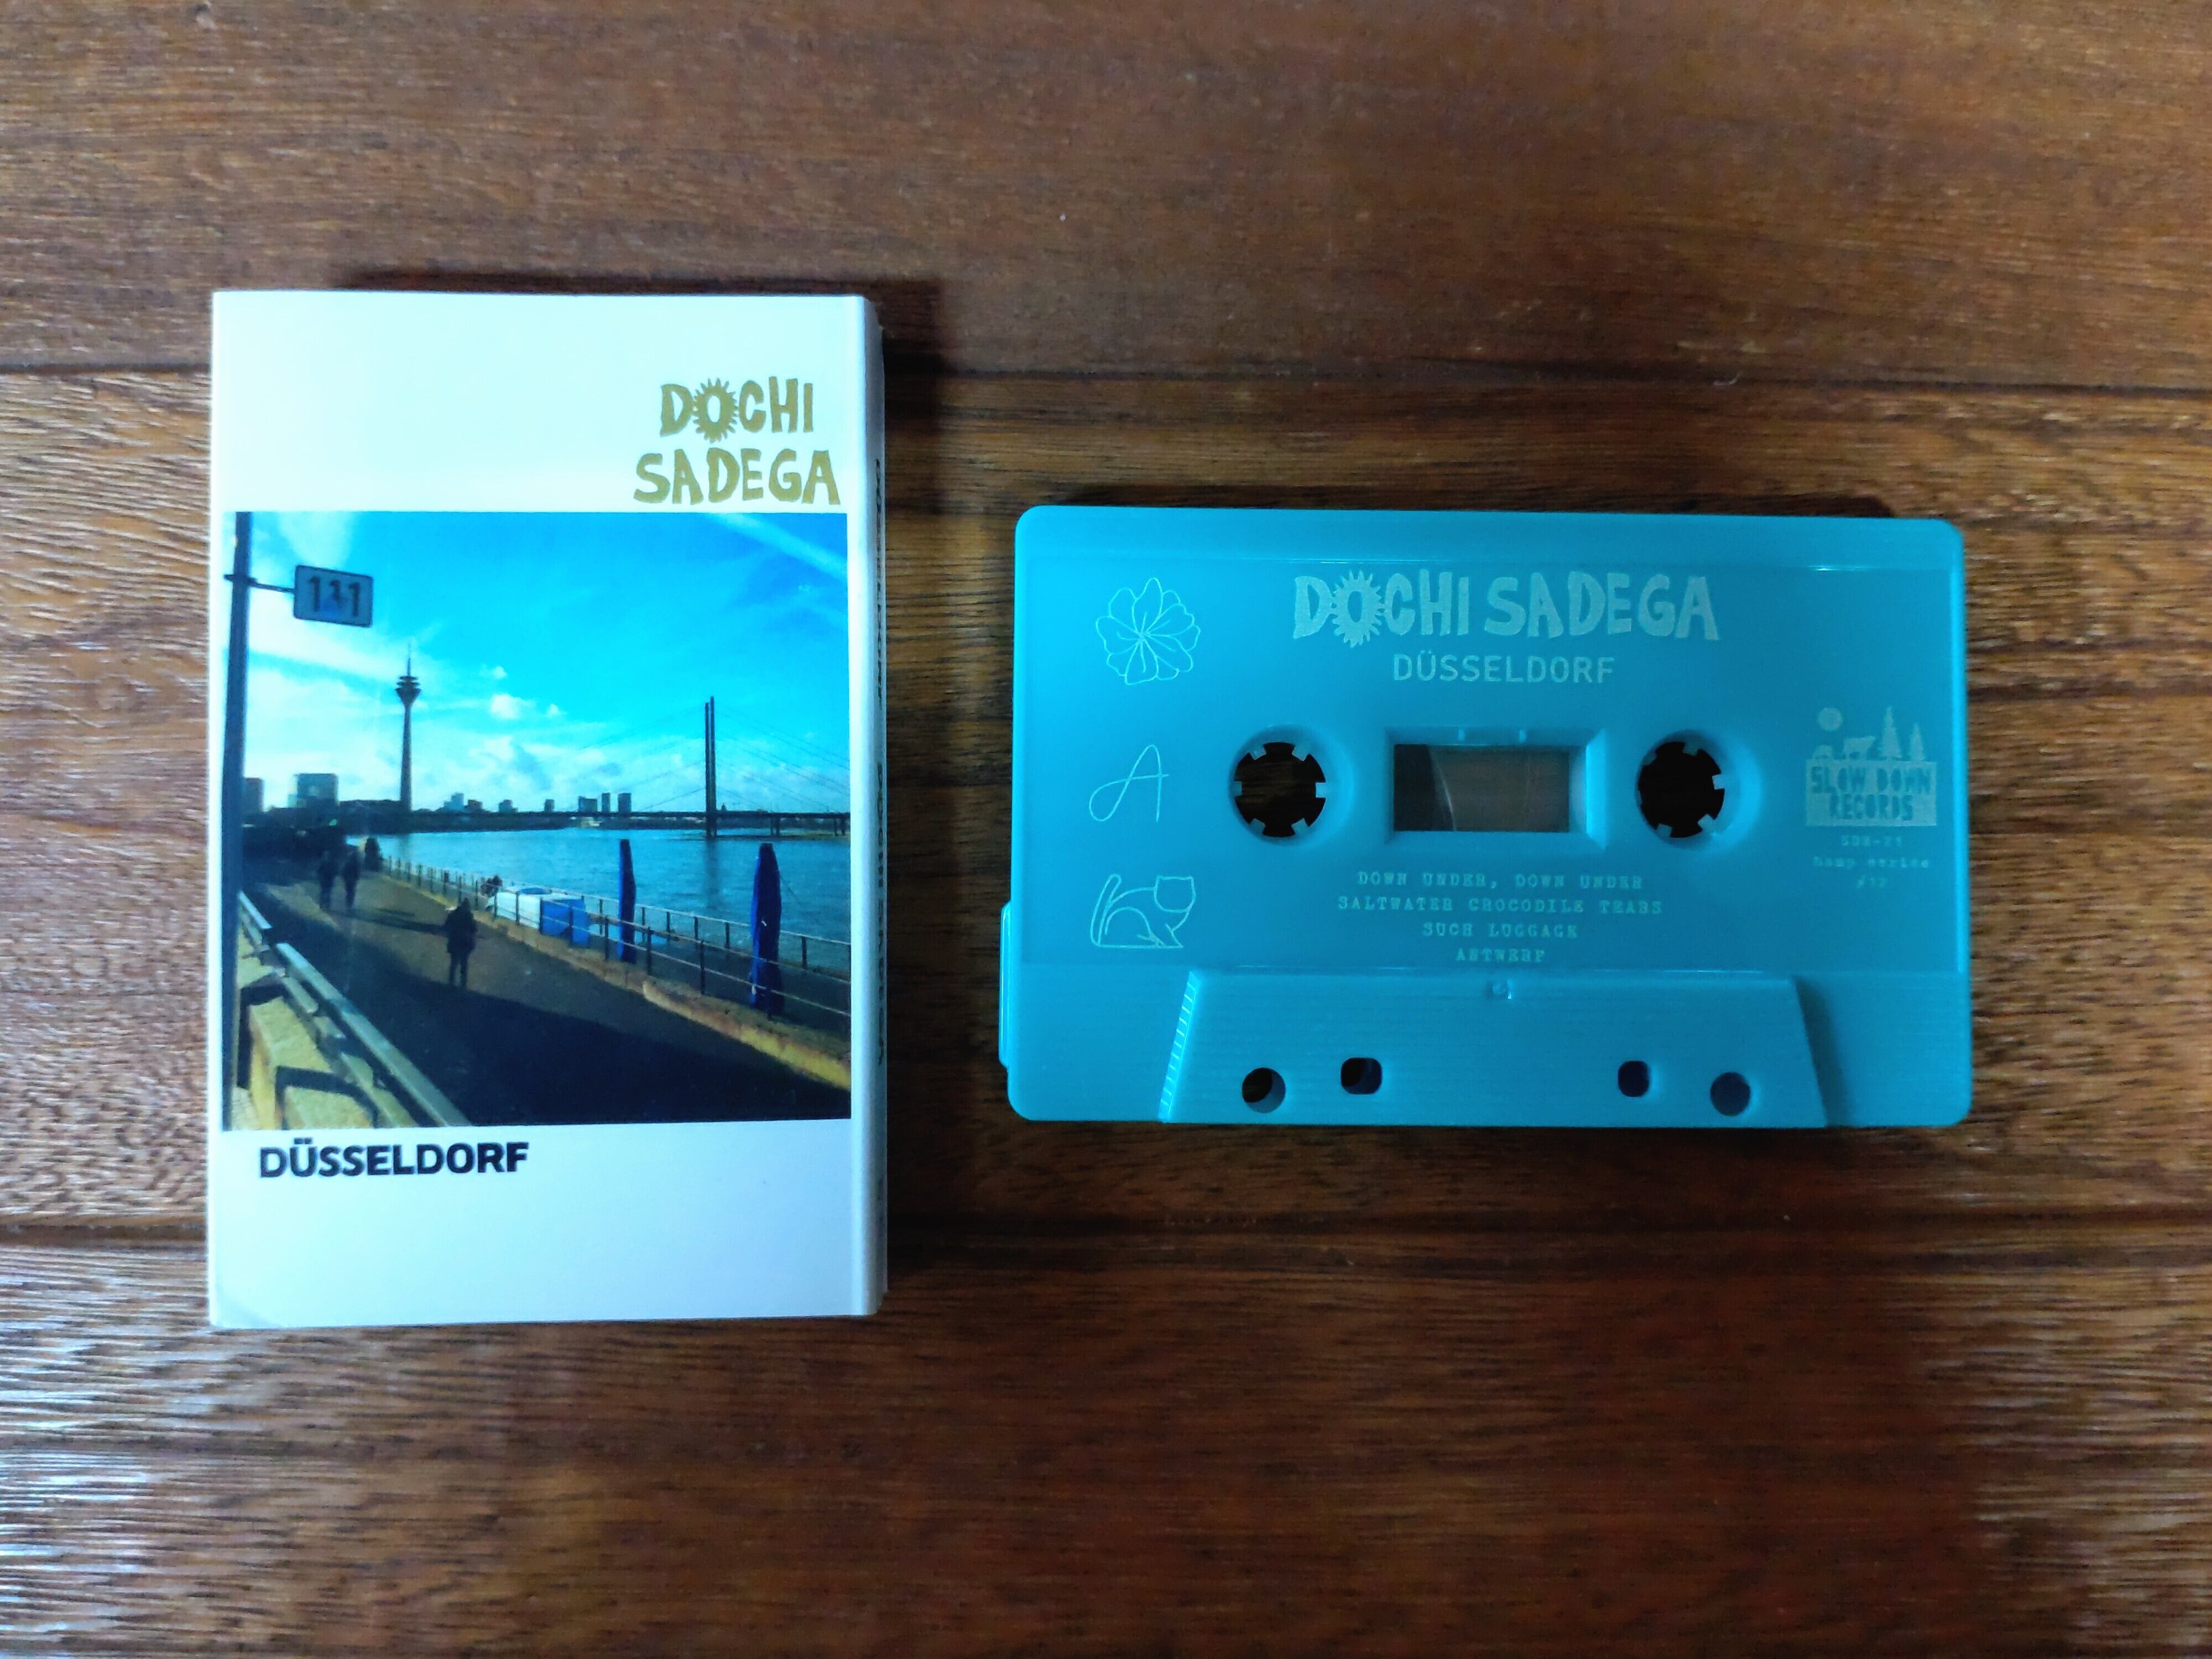 DOCHI
SADEGA
131
DÜSSELDORF
DOCHI SADEGA
DÜSSELDORF
A
SLOW DOWN
RECORDS
DOWN UNDER, DOWN UNDER
SALTWATER CROCODILE TEARS
SUCH LUGGAGE
ANTWERP